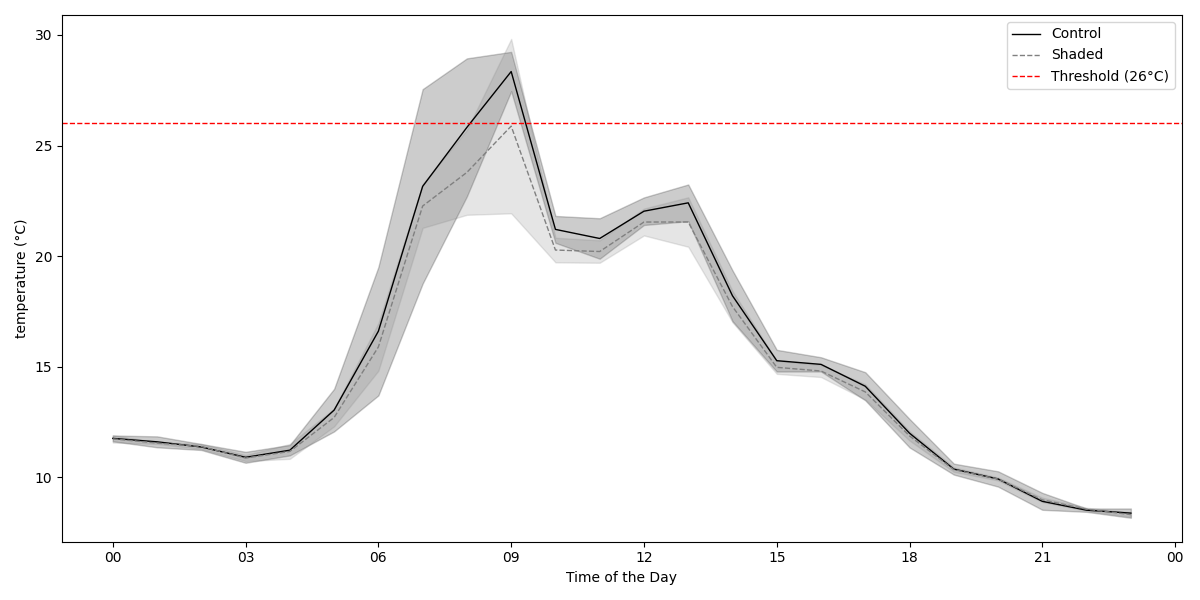 30
25
20
15
10
temperature (°C)
Control
Shaded
Threshold (26°C)
00 03 06 09 12 15 18 21 00
Time of the Day